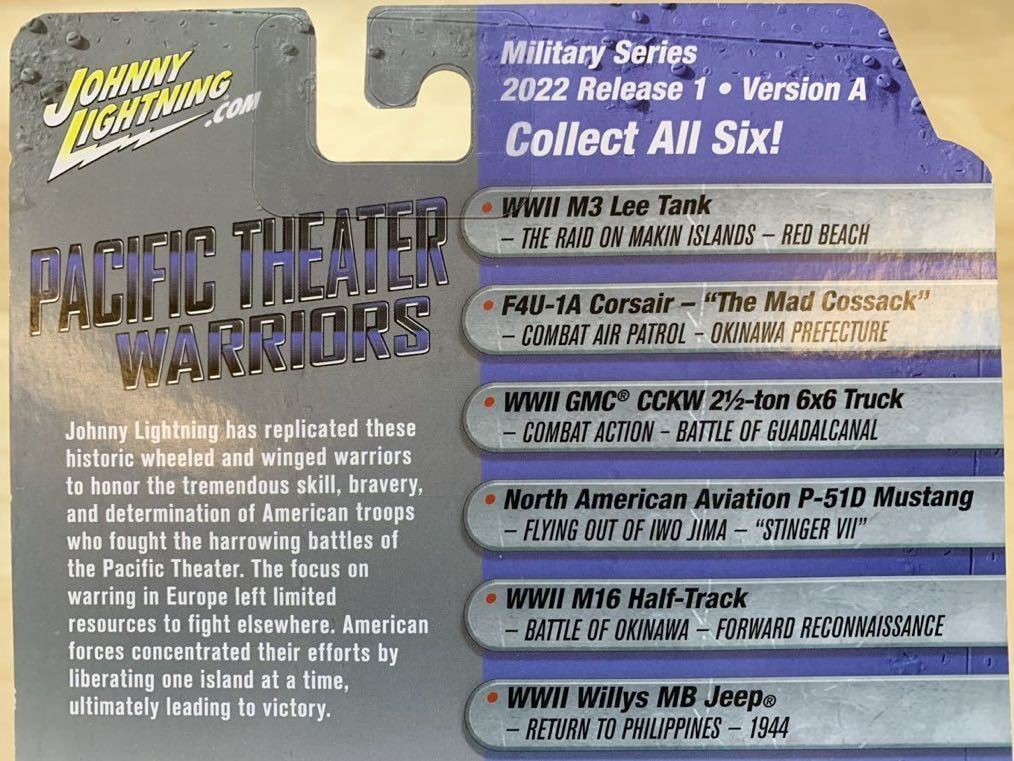 JOHNNY
LIGHTNING
.COM
PACIFIC THEATER
WARRIORS
Johnny Lightning has replicated these
historic wheeled and winged warriors
to honor the tremendous skill, bravery,
and determination of American troops
who fought the harrowing battles of
the Pacific Theater. The focus on
warring in Europe left limited
resources to fight elsewhere. American
forces concentrated their efforts by
liberating one island at a time,
ultimately leading to victory.
Military Series
2022 Release 1 • Version A
Collect All Six!
• WWII M3 Lee Tank
– THE RAID ON MAKIN ISLANDS – RED BEACH
• F4U-1A Corsair – “The Mad Cossack”
– COMBAT AIR PATROL – OKINAWA PREFECTURE
• WWII GMC® CCKW 2½-ton 6x6 Truck
– COMBAT ACTION – BATTLE OF GUADALCANAL
• North American Aviation P-51D Mustang
– FLYING OUT OF IWO JIMA – “STINGER VII”
• WWII M16 Half-Track
– BATTLE OF OKINAWA – FORWARD RECONNAISSANCE
• WWII Willys MB Jeep®
– RETURN TO PHILIPPINES – 1944